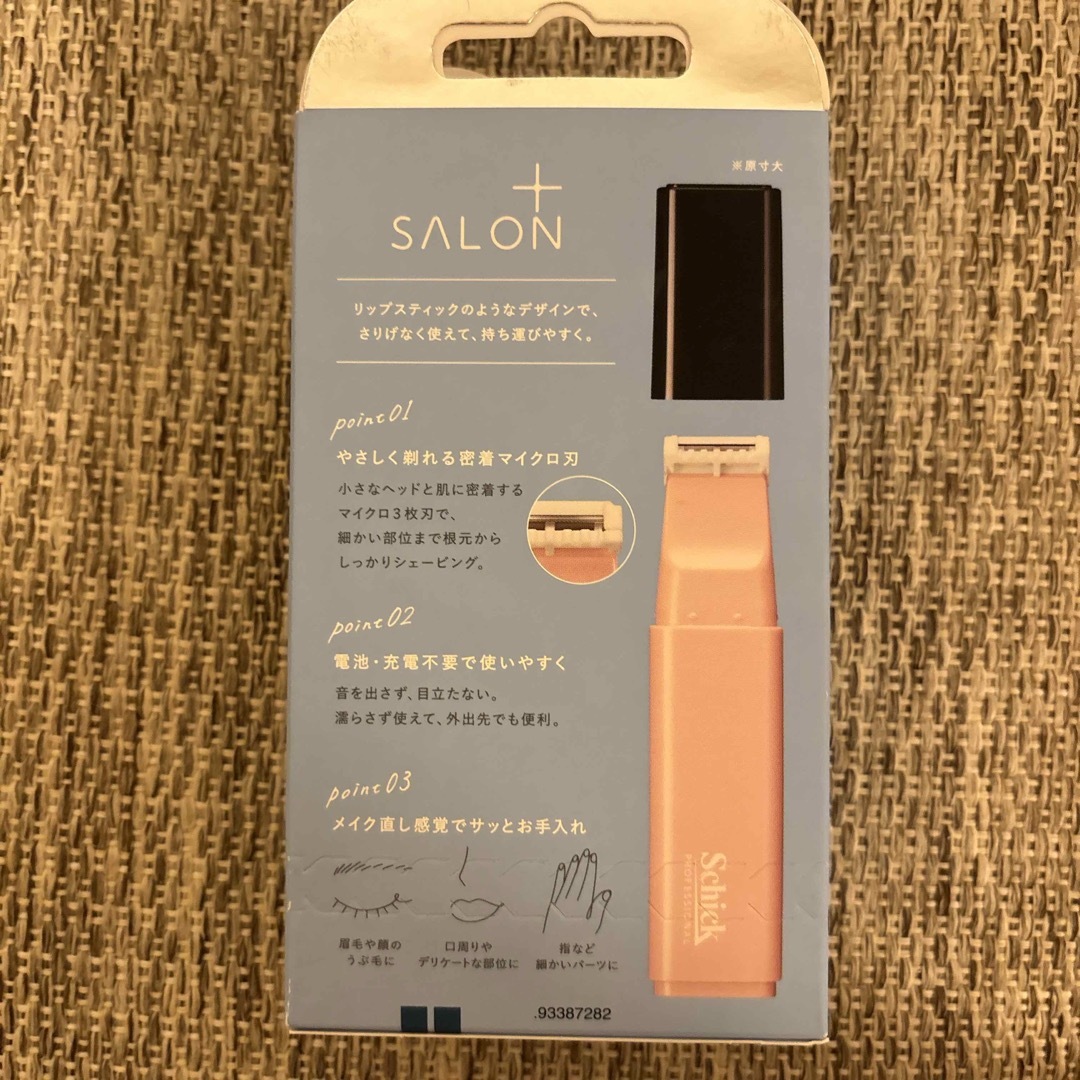 ※原寸大
SALON
リップスティックのようなデザインで、
さりげなく使えて、持ち運びやすく。
point01
やさしく剃れる密着マイクロ刃
小さなヘッドと肌に密着する
マイクロ3枚刃で、
細かい部位まで根元から
しっかりシェービング。
point02
電池・充電不要で使いやすく
音を出さず、目立たない。
濡らさず使えて、外出先でも便利。
point03
メイク直し感覚でサッとお手入れ
眉毛や顔の
うぶ毛に
口周りや
デリケートな部位に
指など
細かいパーツに
Schick
PROFESSIONAL
.93387282